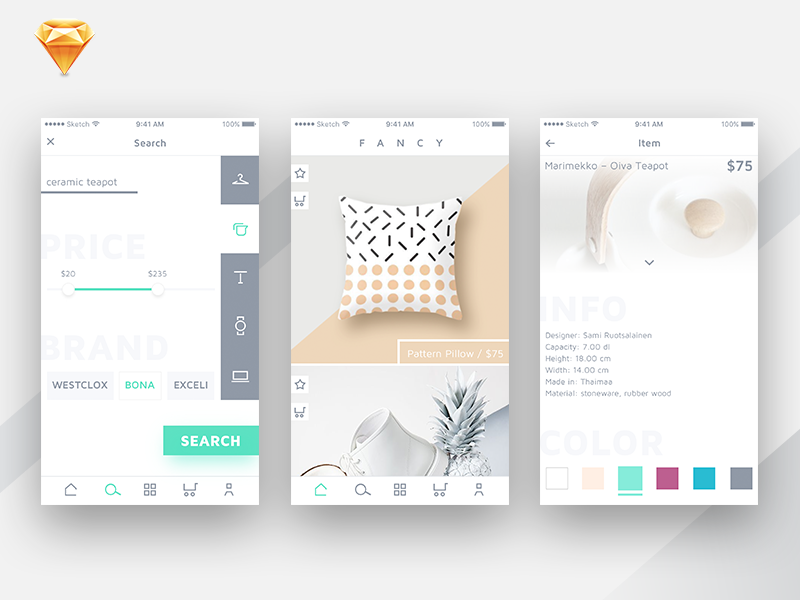 Sketch 9:41 AM 100%
Search
ceramic teapot
PRICE
$20 $235
BRAND
WESTCLOX BONA EXCELI
SEARCH
Sketch 9:41 AM 100%
FANCY
Pattern Pillow / $75
Sketch 9:41 AM 100%
Item
Marimekko – Oiva Teapot $75
INFO
Designer: Sami Ruotsalainen
Capacity: 7.00 dl
Height: 18.00 cm
Width: 14.00 cm
Made in: Thaimaa
Material: stoneware, rubber wood
COLOR